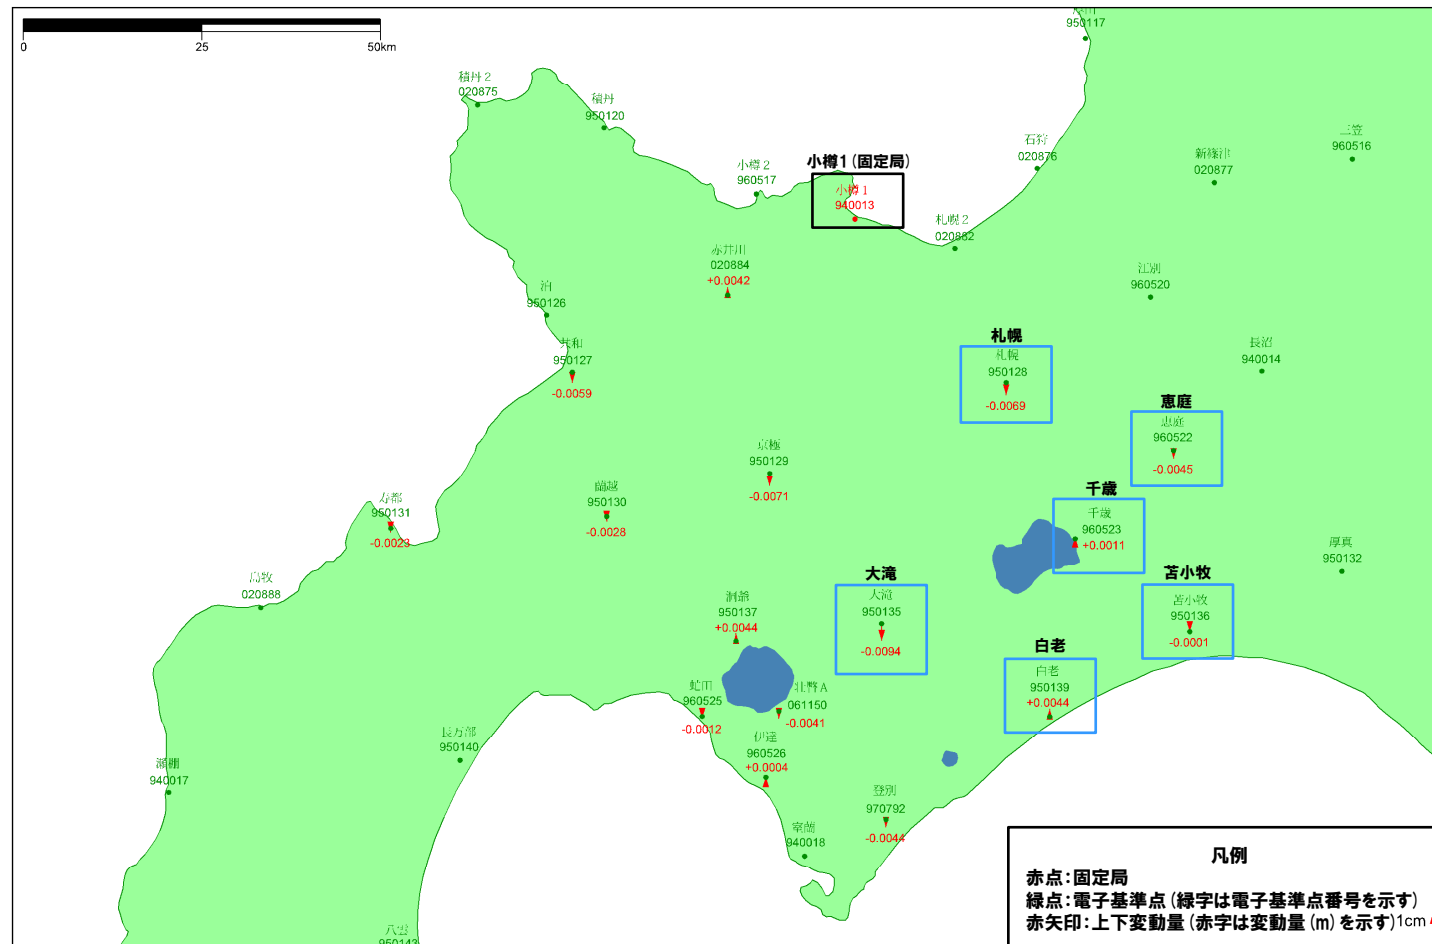 950117
0
25
50km
積丹２
020875
積丹
950120
小樽２
960517
小樽1(固定局)
小樽１
940013
石狩
020876
札幌２
020882
新篠津
020877
三笠
960516
赤井川
020884
+0.0042
江別
960520
泊
950126
共和
950127
-0.0059
札幌
札幌
950128
-0.0069
長沼
940014
恵庭
恵庭
960522
-0.0045
京極
950129
-0.0071
蘭越
950130
-0.0028
寿都
950131
-0.0023
千歳
千歳
960523
+0.0011
厚真
950132
島牧
020888
大滝
大滝
950135
-0.0094
苫小牧
苫小牧
950136
-0.0001
洞爺
950137
+0.0044
白老
白老
950139
+0.0044
虻田
960525
-0.0012
壮瞥Ａ
061150
-0.0041
長万部
950140
伊達
960526
+0.0004
瀬棚
940017
登別
970792
-0.0044
室蘭
940018
八雲
950143
凡例
赤点：固定局
緑点：電子基準点(緑字は電子基準点番号を示す)
赤矢印：上下変動量(赤字は変動量(m)を示す)1cm